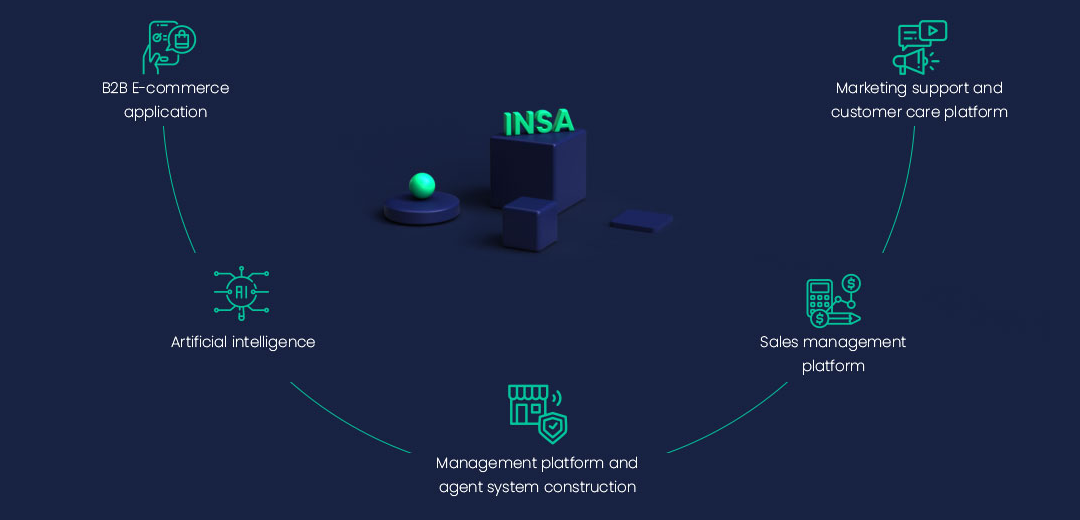 B2B E-commerce
application
Marketing support and
customer care platform
INSA
AI
Artificial intelligence
$
$
Sales management
platform
Management platform and
agent system construction